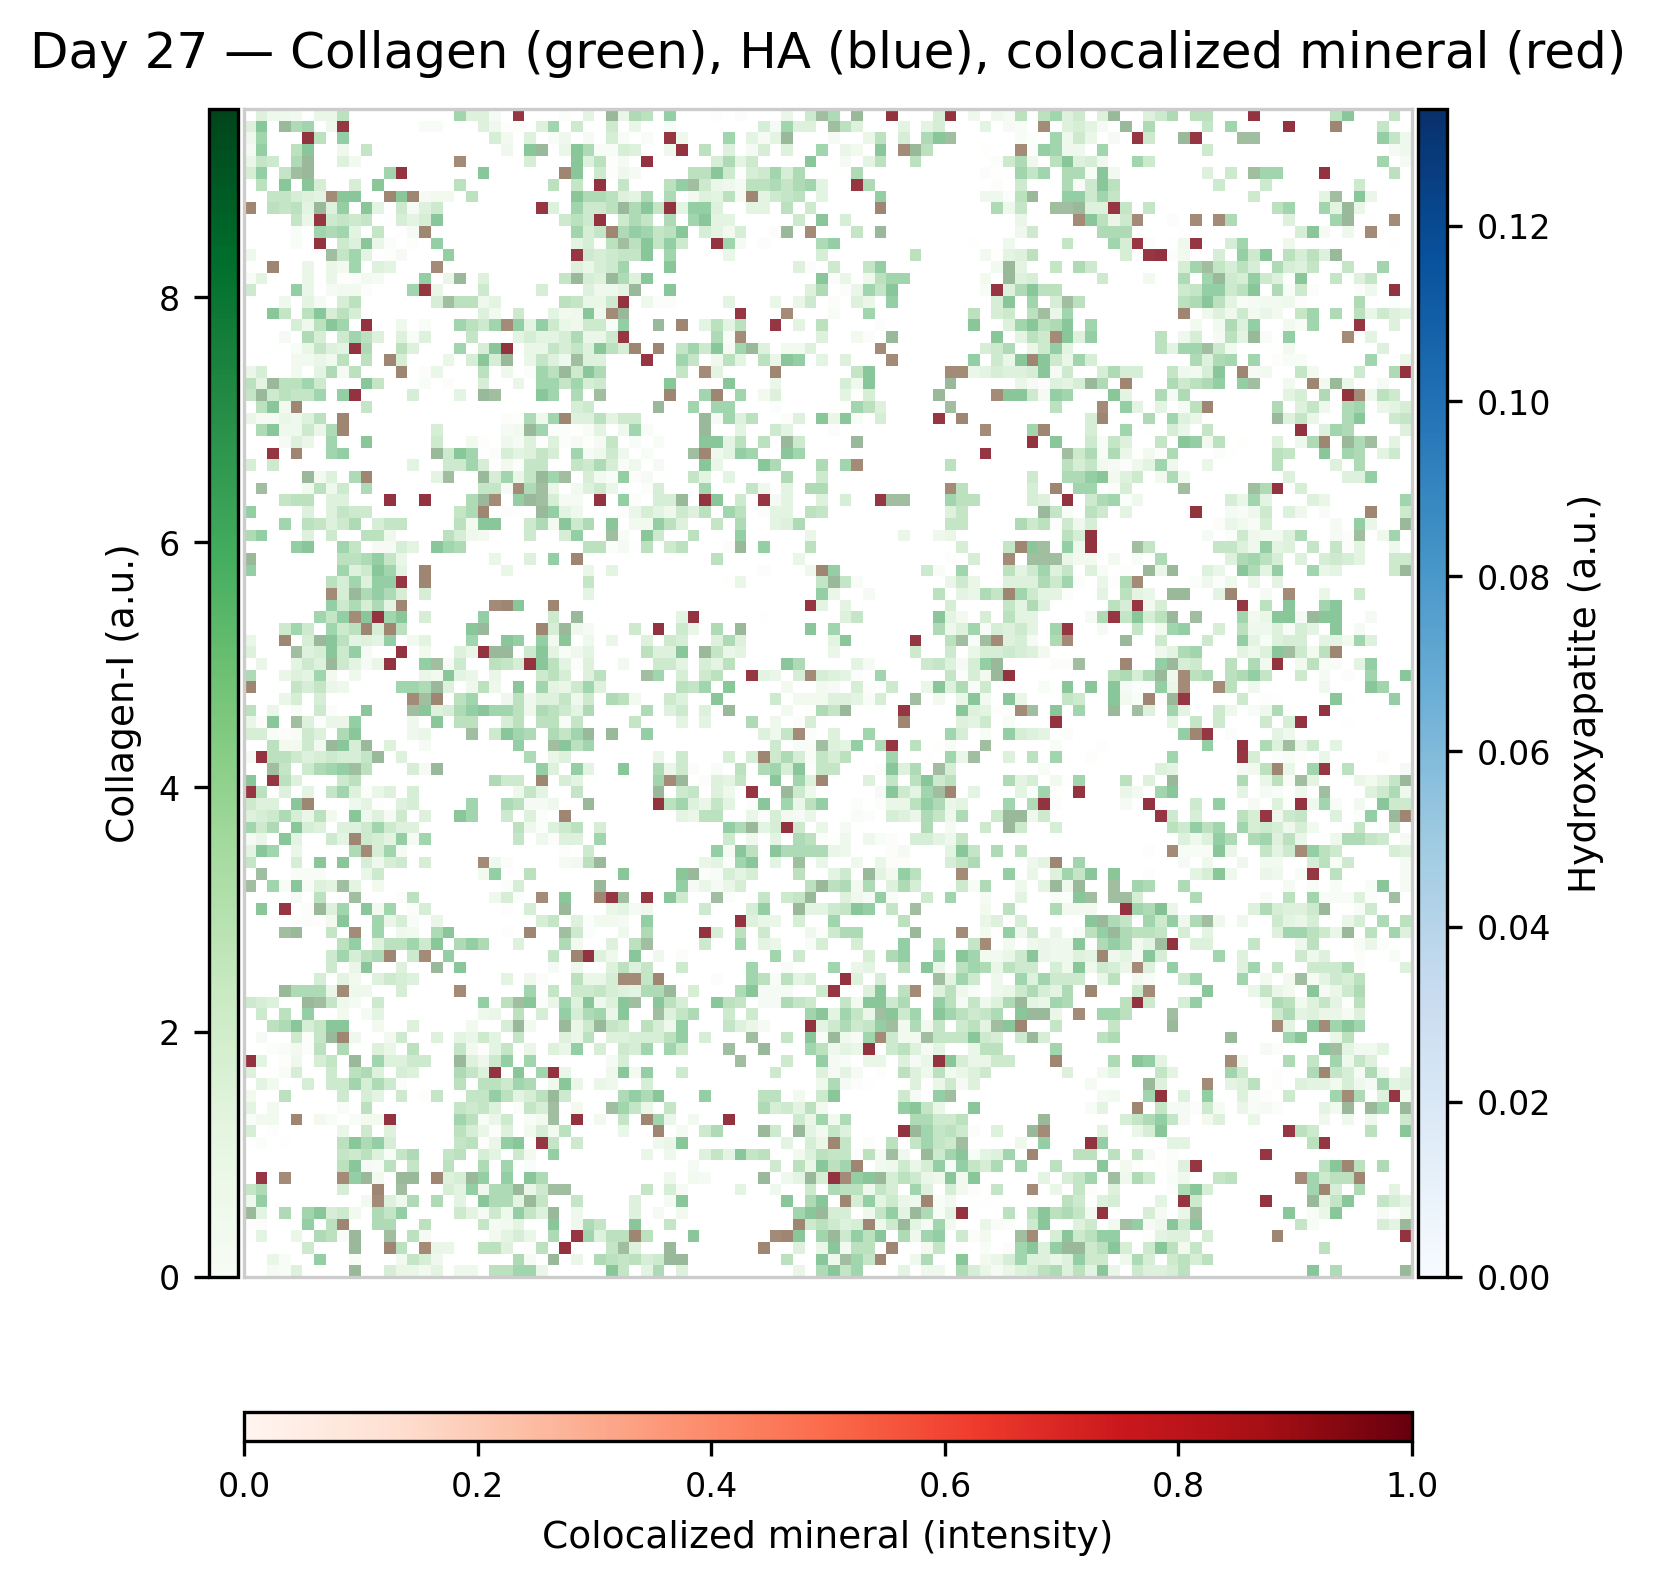 Day 27 — Collagen (green), HA (blue), colocalized mineral (red)
Collagen-I (a.u.)
8
6
4
2
0
0.12
0.10
0.08
0.06
0.04
0.02
0.00
Hydroxyapatite (a.u.)
0.0 0.2 0.4 0.6 0.8 1.0
Colocalized mineral (intensity)